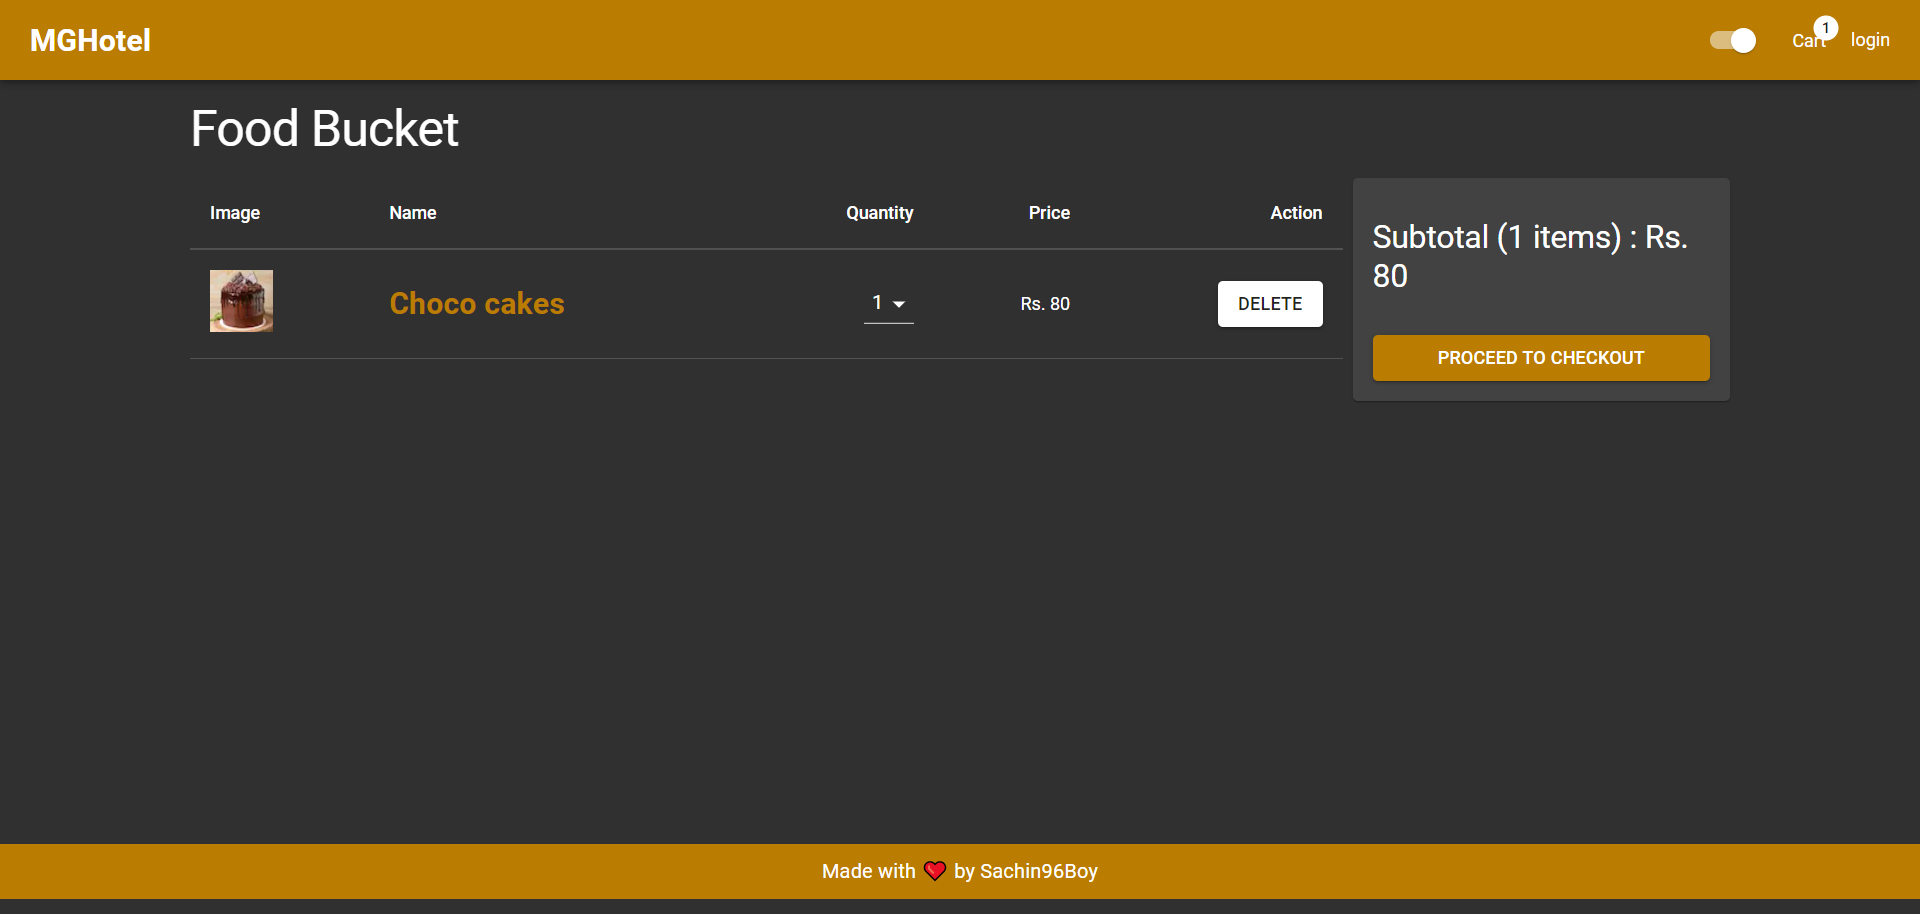 MGHotel
Cart 1 login
Food Bucket
Image Name Quantity Price Action
Choco cakes 1 Rs. 80 DELETE
Subtotal (1 items) : Rs.
80
PROCEED TO CHECKOUT
Made with ❤️ by Sachin96Boy